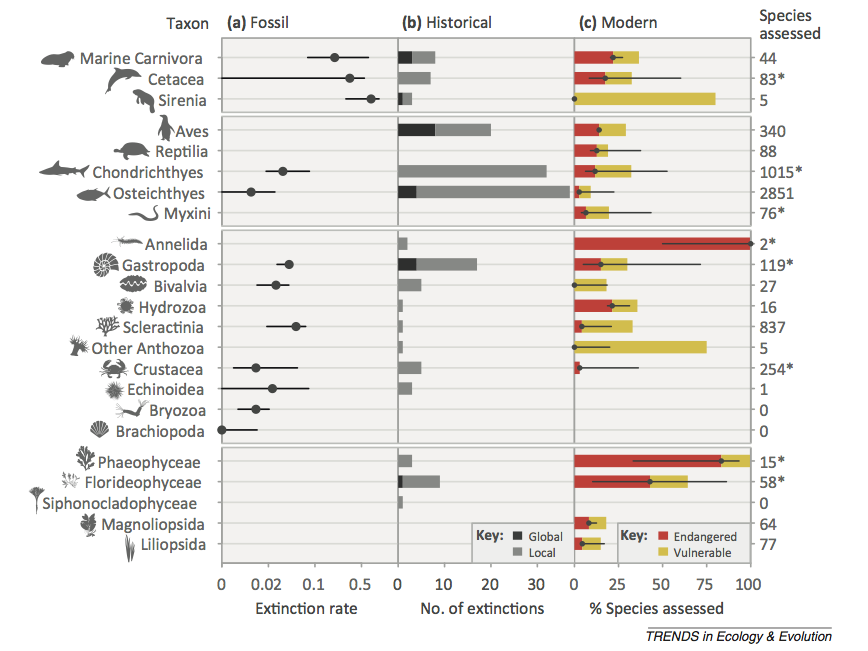 Taxon (a) Fossil (b) Historical (c) Modern Species assessed
Marine Carnivora 44
Cetacea 83*
Sirenia 5
Aves 340
Reptilia 88
Chondrichthyes 1015*
Osteichthyes 2851
Myxini 76*
Annelida 2*
Gastropoda 119*
Bivalvia 27
Hydrozoa 16
Scleractinia 837
Other Anthozoa 5
Crustacea 254*
Echinoidea 1
Bryozoa 0
Brachiopoda 0
Phaeophyceae 15*
Florideophyceae 58*
Siphonocladophyceae 0
Magnoliopsida 64
Liliopsida 77
Key: Global Key: Endangered
Local Vulnerable
0 0.02 0.1 0.5 0 10 20 30 0 25 50 75 100
Extinction rate No. of extinctions % Species assessed
TRENDS in Ecology & Evolution